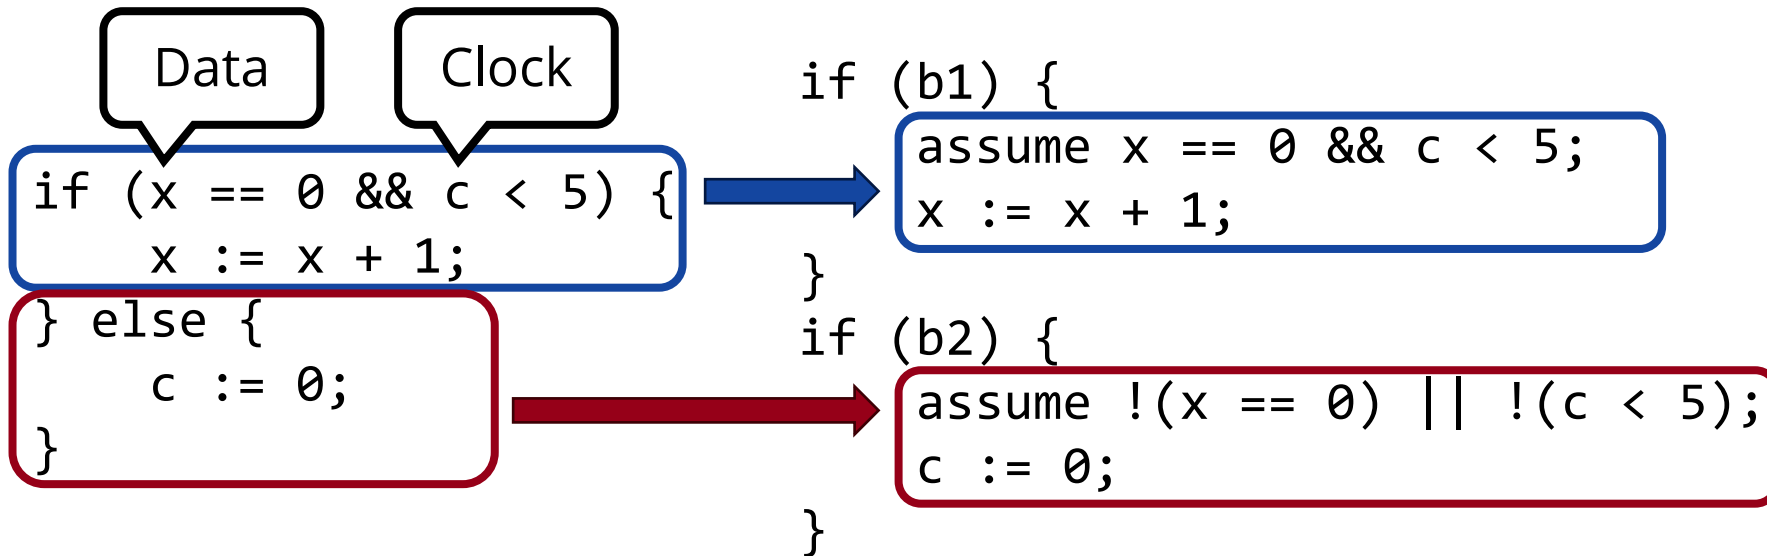 Data
Clock
if (x == 0 && c < 5) {
    x := x + 1;
} else {
    c := 0;
}
if (b1) {
    assume x == 0 && c < 5;
    x := x + 1;
}
if (b2) {
    assume !(x == 0) || !(c < 5);
    c := 0;
}